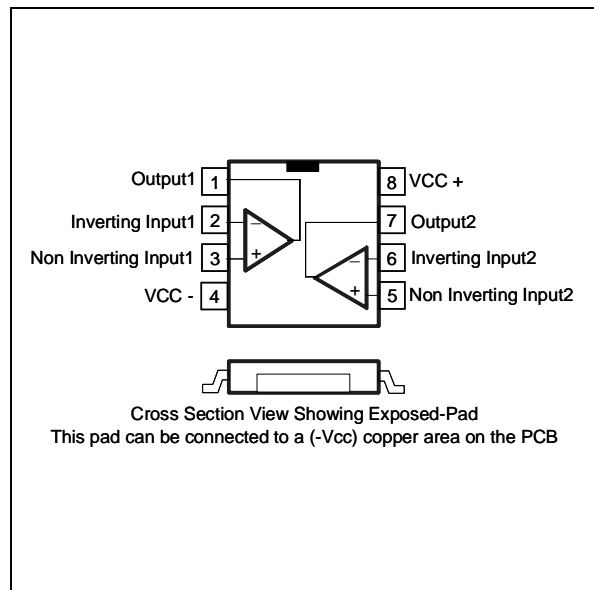 Output1 1 8 VCC +
Inverting Input1 2 − 7 Output2
Non Inverting Input1 3 + − 6 Inverting Input2
VCC - 4 + 5 Non Inverting Input2
Cross Section View Showing Exposed-Pad
This pad can be connected to a (-Vcc) copper area on the PCB